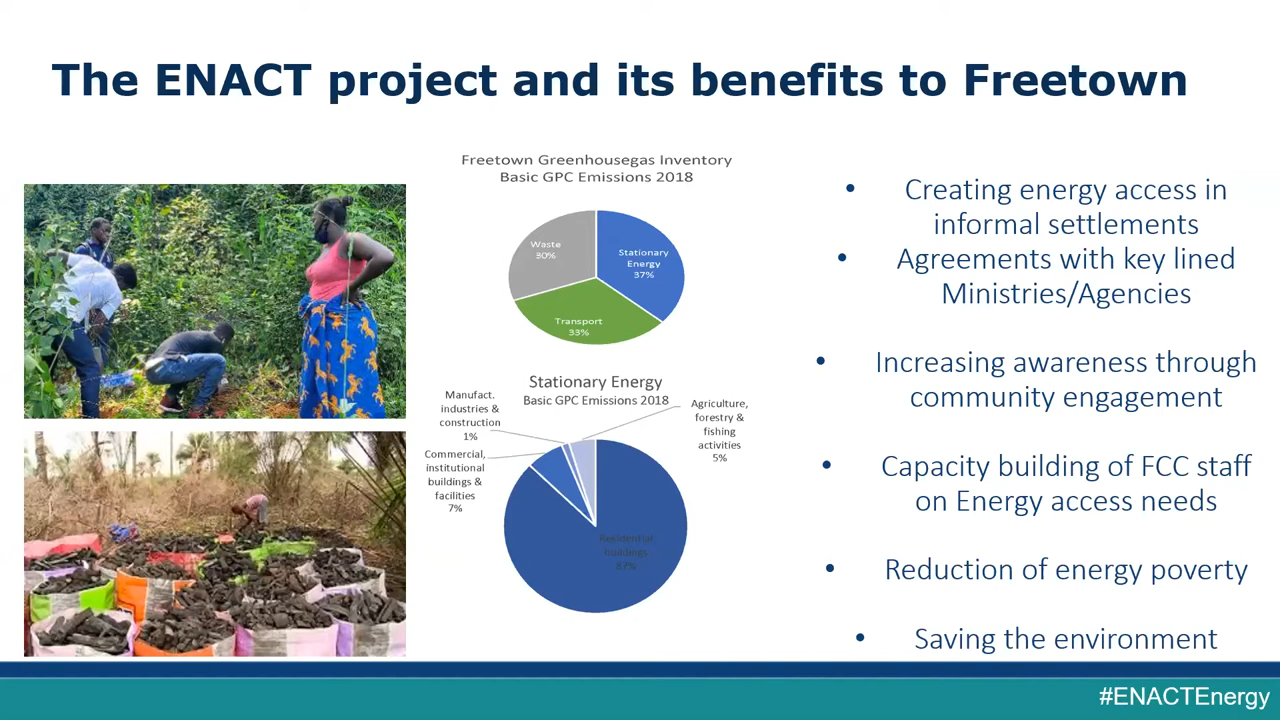 The ENACT project and its benefits to Freetown
Freetown Greenhousegas Inventory
Basic GPC Emissions 2018
Waste
30%
Stationary
Energy
37%
Transport
33%
Stationary Energy
Basic GPC Emissions 2018
Manufact.
industries &
construction
1%
Agriculture,
forestry &
fishing
activities
5%
Commercial,
institutional
buildings &
facilities
7%
Residential
buildings
87%
• Creating energy access in
informal settlements
• Agreements with key lined
Ministries/Agencies
• Increasing awareness through
community engagement
• Capacity building of FCC staff
on Energy access needs
• Reduction of energy poverty
• Saving the environment
#ENACTEnergy